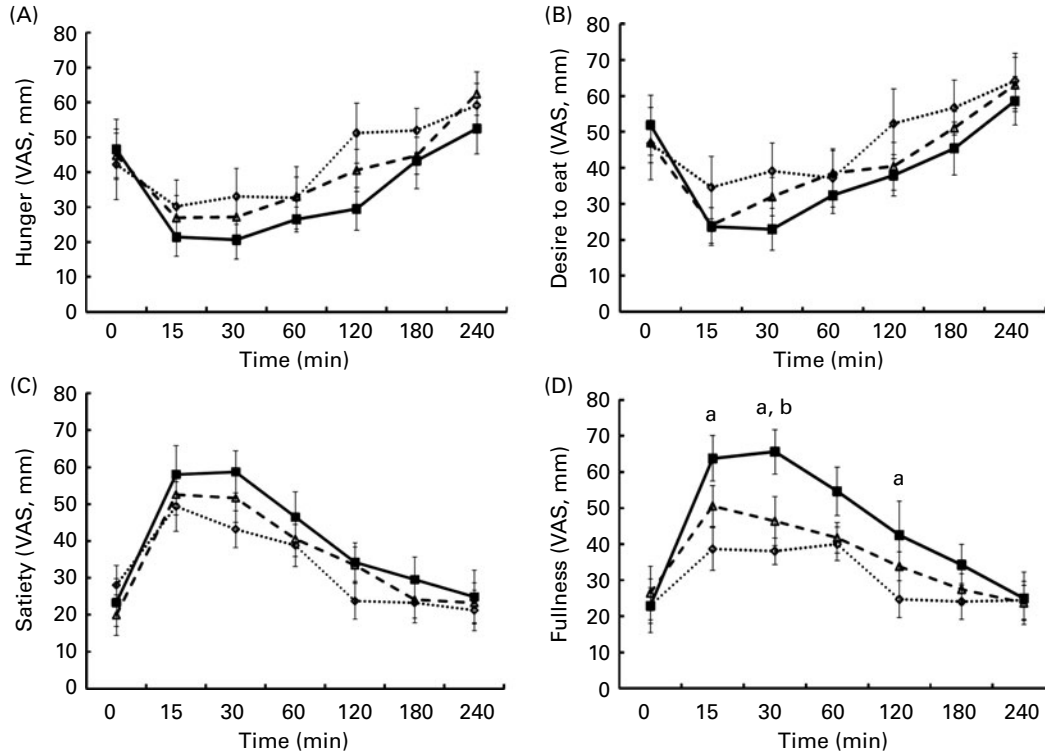 (A)
Hunger (VAS, mm)
80
70
60
50
40
30
20
10
0
0 15 30 60 120 180 240
Time (min)
(B)
Desire to eat (VAS, mm)
80
70
60
50
40
30
20
10
0
0 15 30 60 120 180 240
Time (min)
(C)
Satiety (VAS, mm)
80
70
60
50
40
30
20
10
0
0 15 30 60 120 180 240
Time (min)
(D)
Fullness (VAS, mm)
80
70
60
50
40
30
20
10
0
a
a, b
a
0 15 30 60 120 180 240
Time (min)